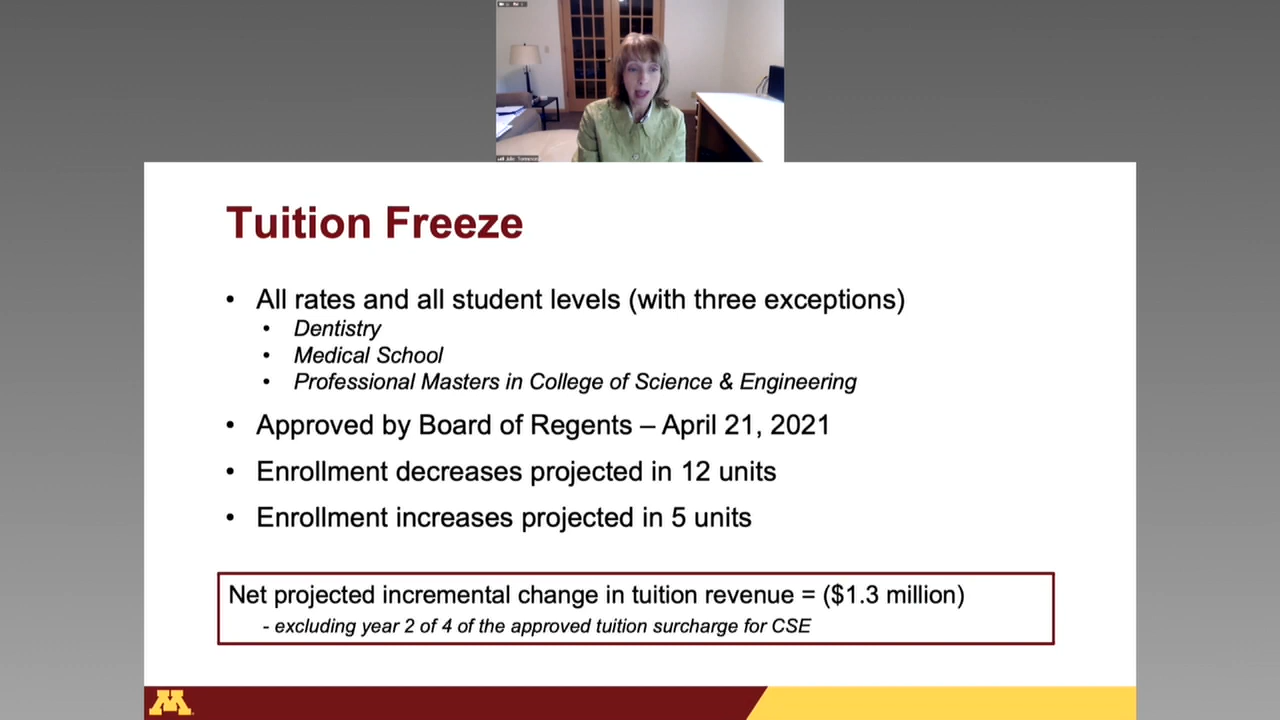 Tuition Freeze
• All rates and all student levels (with three exceptions)
• Dentistry
• Medical School
• Professional Masters in College of Science & Engineering
• Approved by Board of Regents – April 21, 2021
• Enrollment decreases projected in 12 units
• Enrollment increases projected in 5 units
Net projected incremental change in tuition revenue = ($1.3 million)
- excluding year 2 of 4 of the approved tuition surcharge for CSE
M